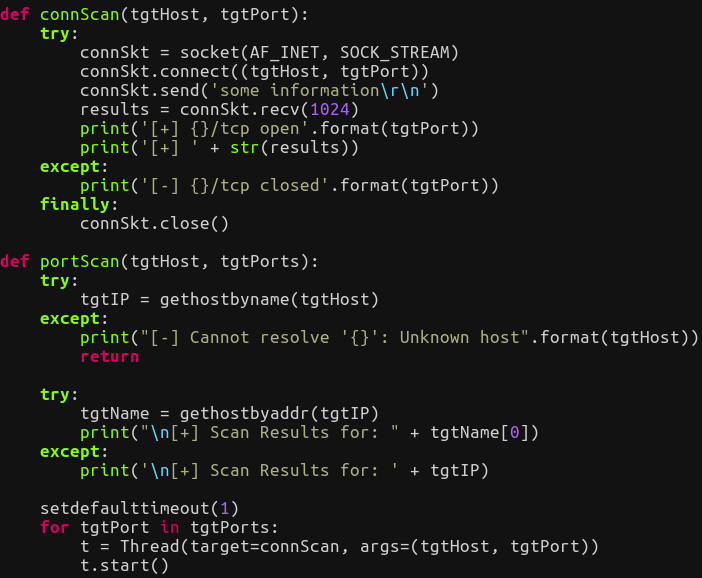 def connScan(tgtHost, tgtPort):
    try:
        connSkt = socket(AF_INET, SOCK_STREAM)
        connSkt.connect((tgtHost, tgtPort))
        connSkt.send('some information\r\n')
        results = connSkt.recv(1024)
        print('[+] {}/tcp open'.format(tgtPort))
        print('[+] ' + str(results))
    except:
        print('[-] {}/tcp closed'.format(tgtPort))
    finally:
        connSkt.close()

def portScan(tgtHost, tgtPorts):
    try:
        tgtIP = gethostbyname(tgtHost)
    except:
        print("[-] Cannot resolve '{}': Unknown host".format(tgtHost))
        return

    try:
        tgtName = gethostbyaddr(tgtIP)
        print("\n[+] Scan Results for: " + tgtName[0])
    except:
        print('\n[+] Scan Results for: ' + tgtIP)

    setdefaulttimeout(1)
    for tgtPort in tgtPorts:
        t = Thread(target=connScan, args=(tgtHost, tgtPort))
        t.start()